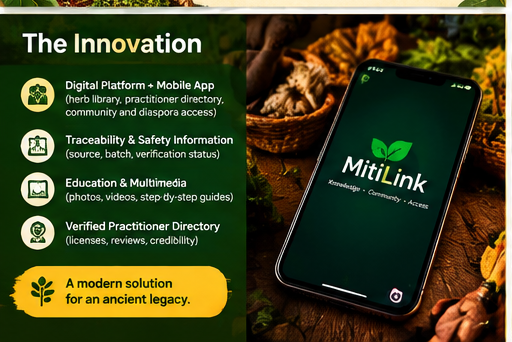 The Innovation
Digital Platform + Mobile App
(herb library, practitioner directory,
community and diaspora access)
Traceability & Safety Information
(source, batch, verification status)
Education & Multimedia
(photos, videos, step-by-step guides)
Verified Practitioner Directory
(licenses, reviews, credibility)
A modern solution
for an ancient legacy.
MitiLink
Knowledge • Community • Access